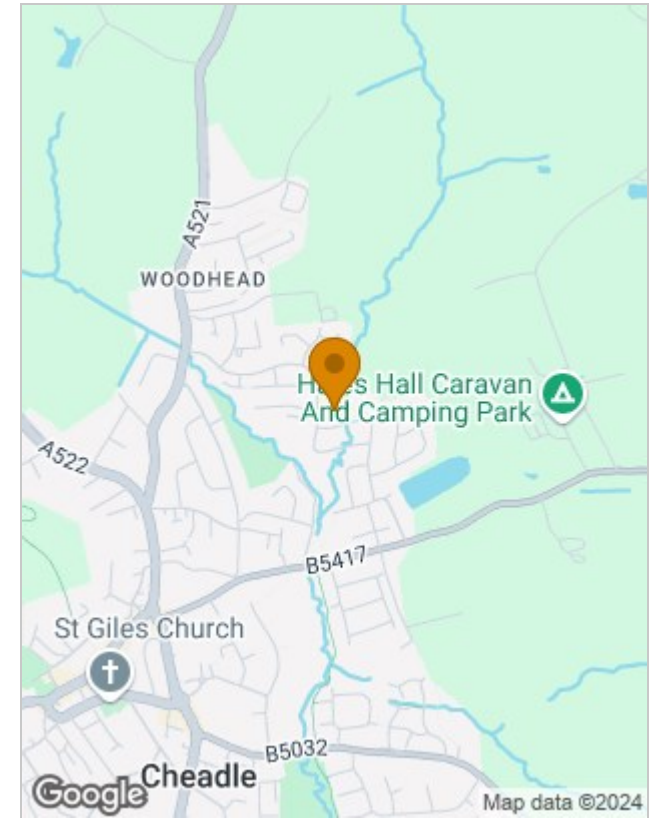 A521
WOODHEAD
Hales Hall Caravan
And Camping Park
A522
B5417
St Giles Church
B5032
Cheadle
Google
Map data ©2024